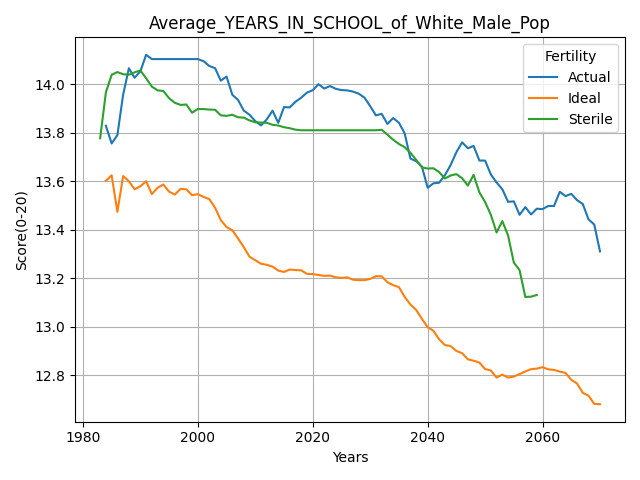 Average_YEARS_IN_SCHOOL_of_White_Male_Pop
Fertility
Actual
Ideal
Sterile
Score(0-20)
14.0
13.8
13.6
13.4
13.2
13.0
12.8
1980 2000 2020 2040 2060
Years